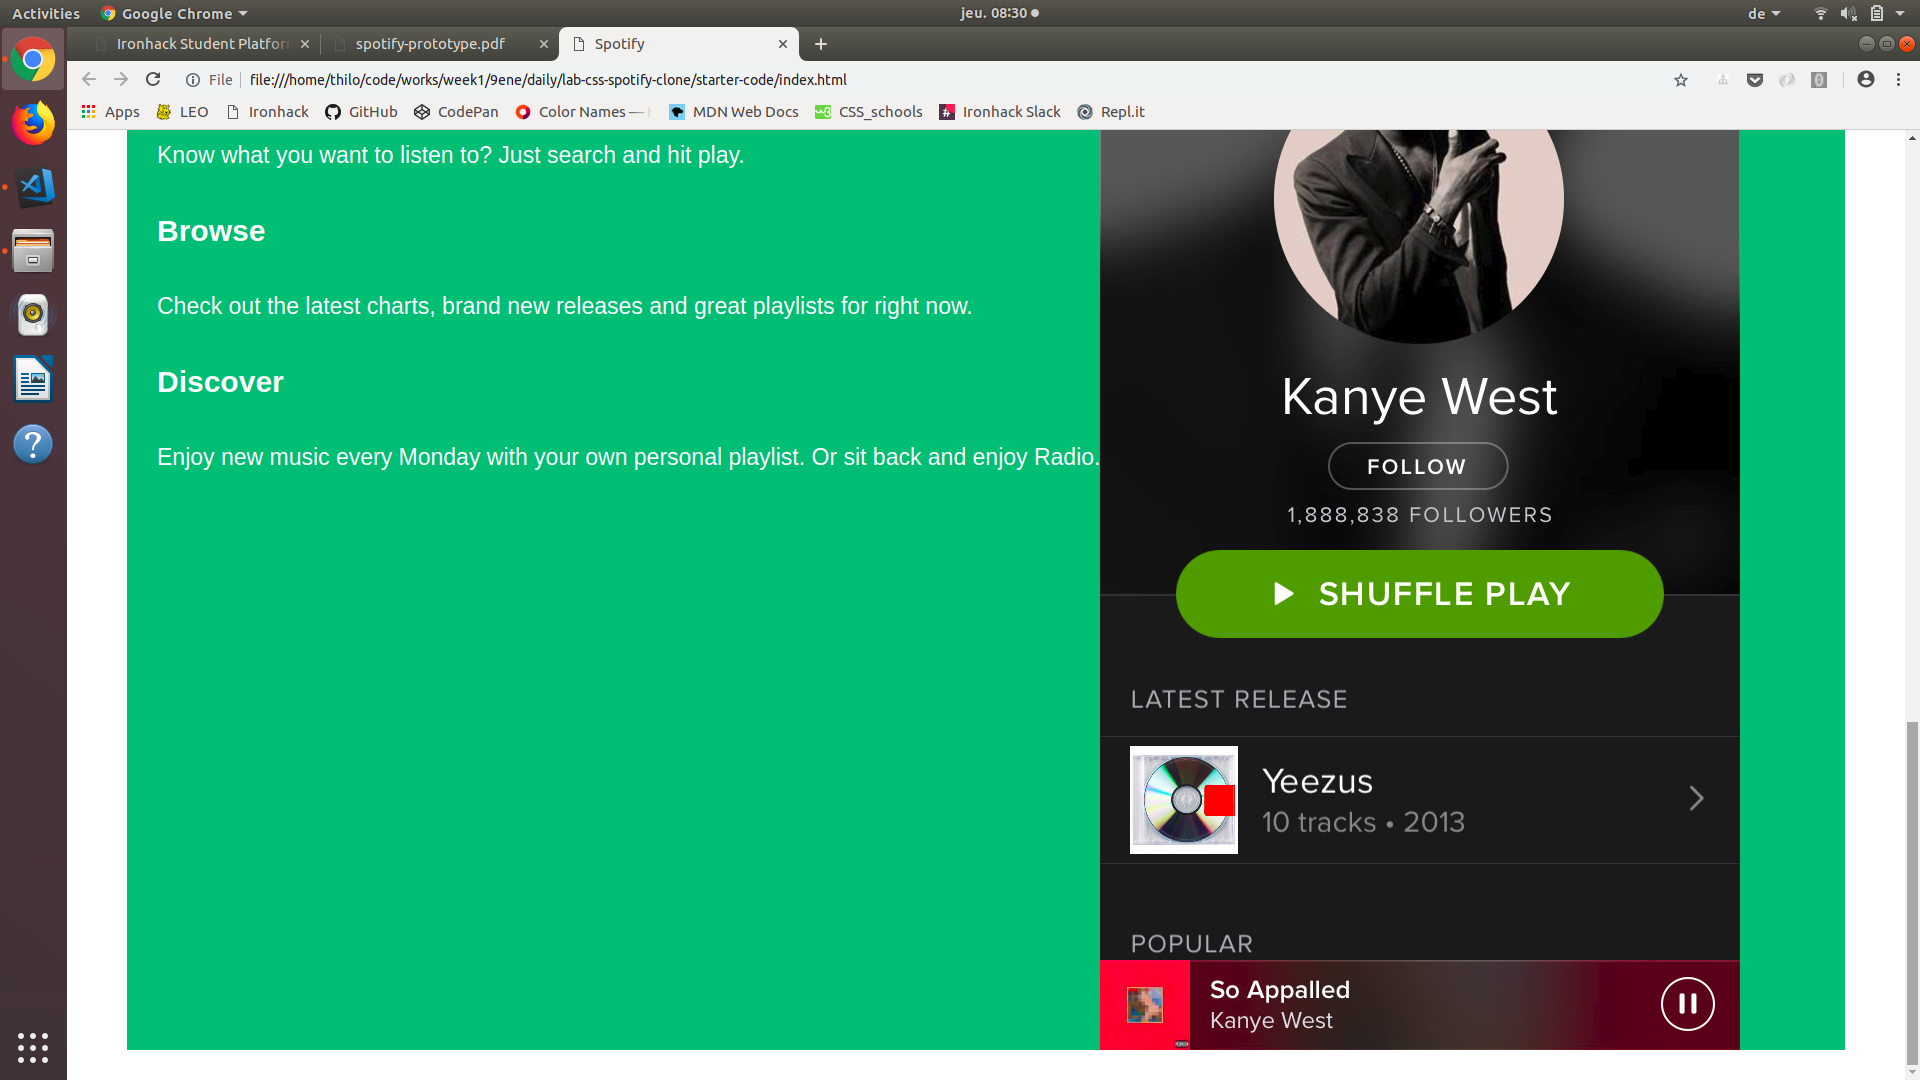 Activities
Google Chrome
jeu. 08:30
de
Ironhack Student Platfor
spotify-prototype.pdf
Spotify
File
file:///home/thilo/code/works/week1/9ene/daily/lab-css-spotify-clone/starter-code/index.html
Apps
LEO
Ironhack
GitHub
CodePan
Color Names —
MDN Web Docs
CSS_schools
Ironhack Slack
Repl.it
Know what you want to listen to? Just search and hit play.
Browse
Check out the latest charts, brand new releases and great playlists for right now.
Discover
Enjoy new music every Monday with your own personal playlist. Or sit back and enjoy Radio.
Kanye West
FOLLOW
1,888,838 FOLLOWERS
SHUFFLE PLAY
LATEST RELEASE
Yeezus
10 tracks • 2013
POPULAR
So Appalled
Kanye West